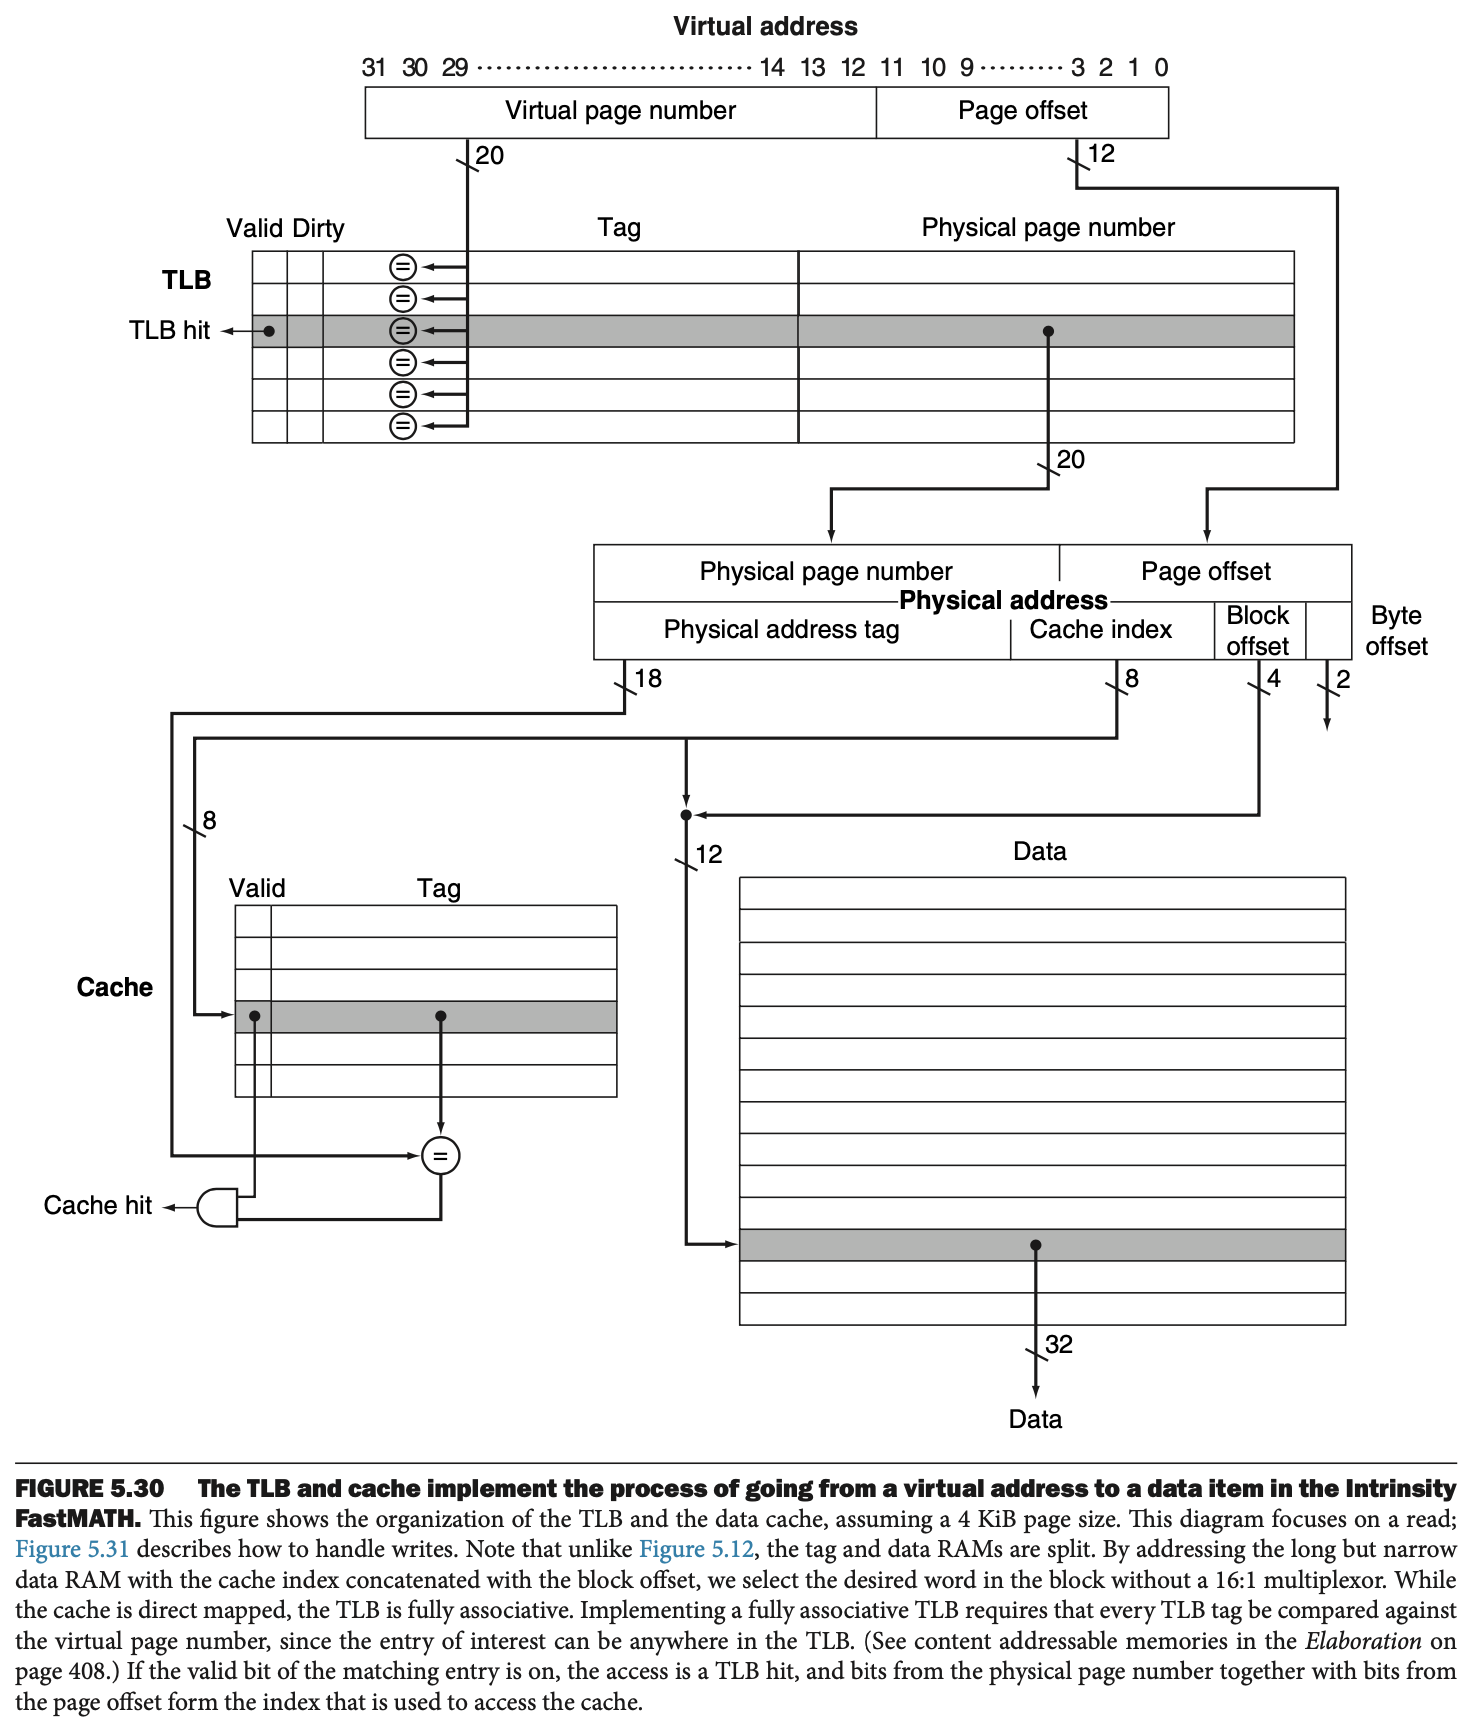 Virtual address
31 30 29 ............................ 14 13 12 11 10 9 ......... 3 2 1 0
Virtual page number Page offset
20 12
Valid Dirty Tag Physical page number
TLB
=
=
TLB hit =
=
=
=
20
Physical page number Page offset
Physical address
Physical address tag Cache index Block offset Byte offset
18 8 4 2
8
12
Data
Valid Tag
Cache
=
Cache hit
32
Data
FIGURE 5.30 The TLB and cache implement the process of going from a virtual address to a data item in the Intrinsity
FastMATH. This figure shows the organization of the TLB and the data cache, assuming a 4 KiB page size. This diagram focuses on a read;
Figure 5.31 describes how to handle writes. Note that unlike Figure 5.12, the tag and data RAMs are split. By addressing the long but narrow
data RAM with the cache index concatenated with the block offset, we select the desired word in the block without a 16:1 multiplexor. While
the cache is direct mapped, the TLB is fully associative. Implementing a fully associative TLB requires that every TLB tag be compared against
the virtual page number, since the entry of interest can be anywhere in the TLB. (See content addressable memories in the Elaboration on
page 408.) If the valid bit of the matching entry is on, the access is a TLB hit, and bits from the physical page number together with bits from
the page offset form the index that is used to access the cache.